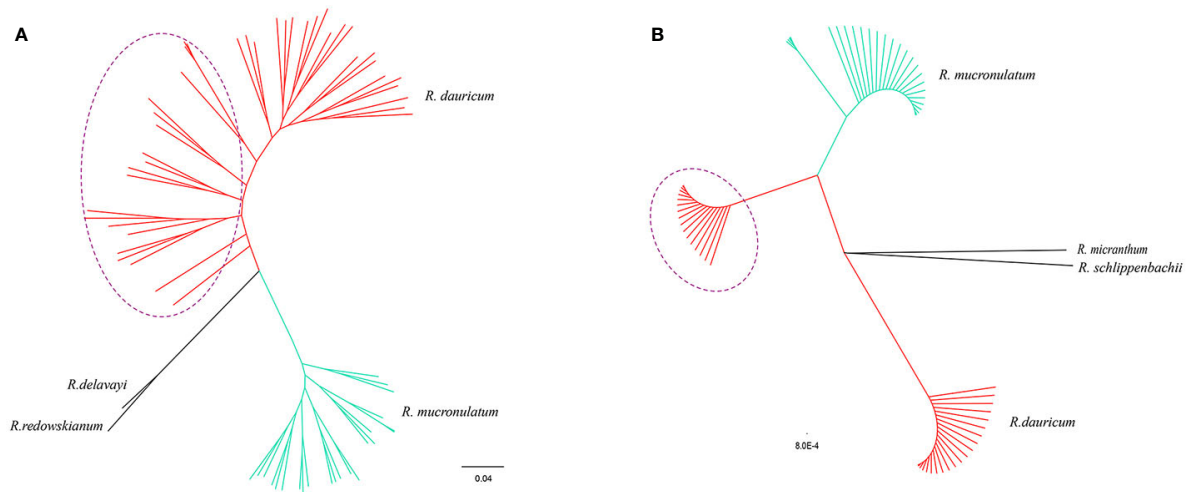 A
R. dauricum
R.delavayi
R.redowskianum
R. mucronulatum
0.04
B
R. mucronulatum
R. micranthum
R. schlippenbachii
R.dauricum
8.0E-4